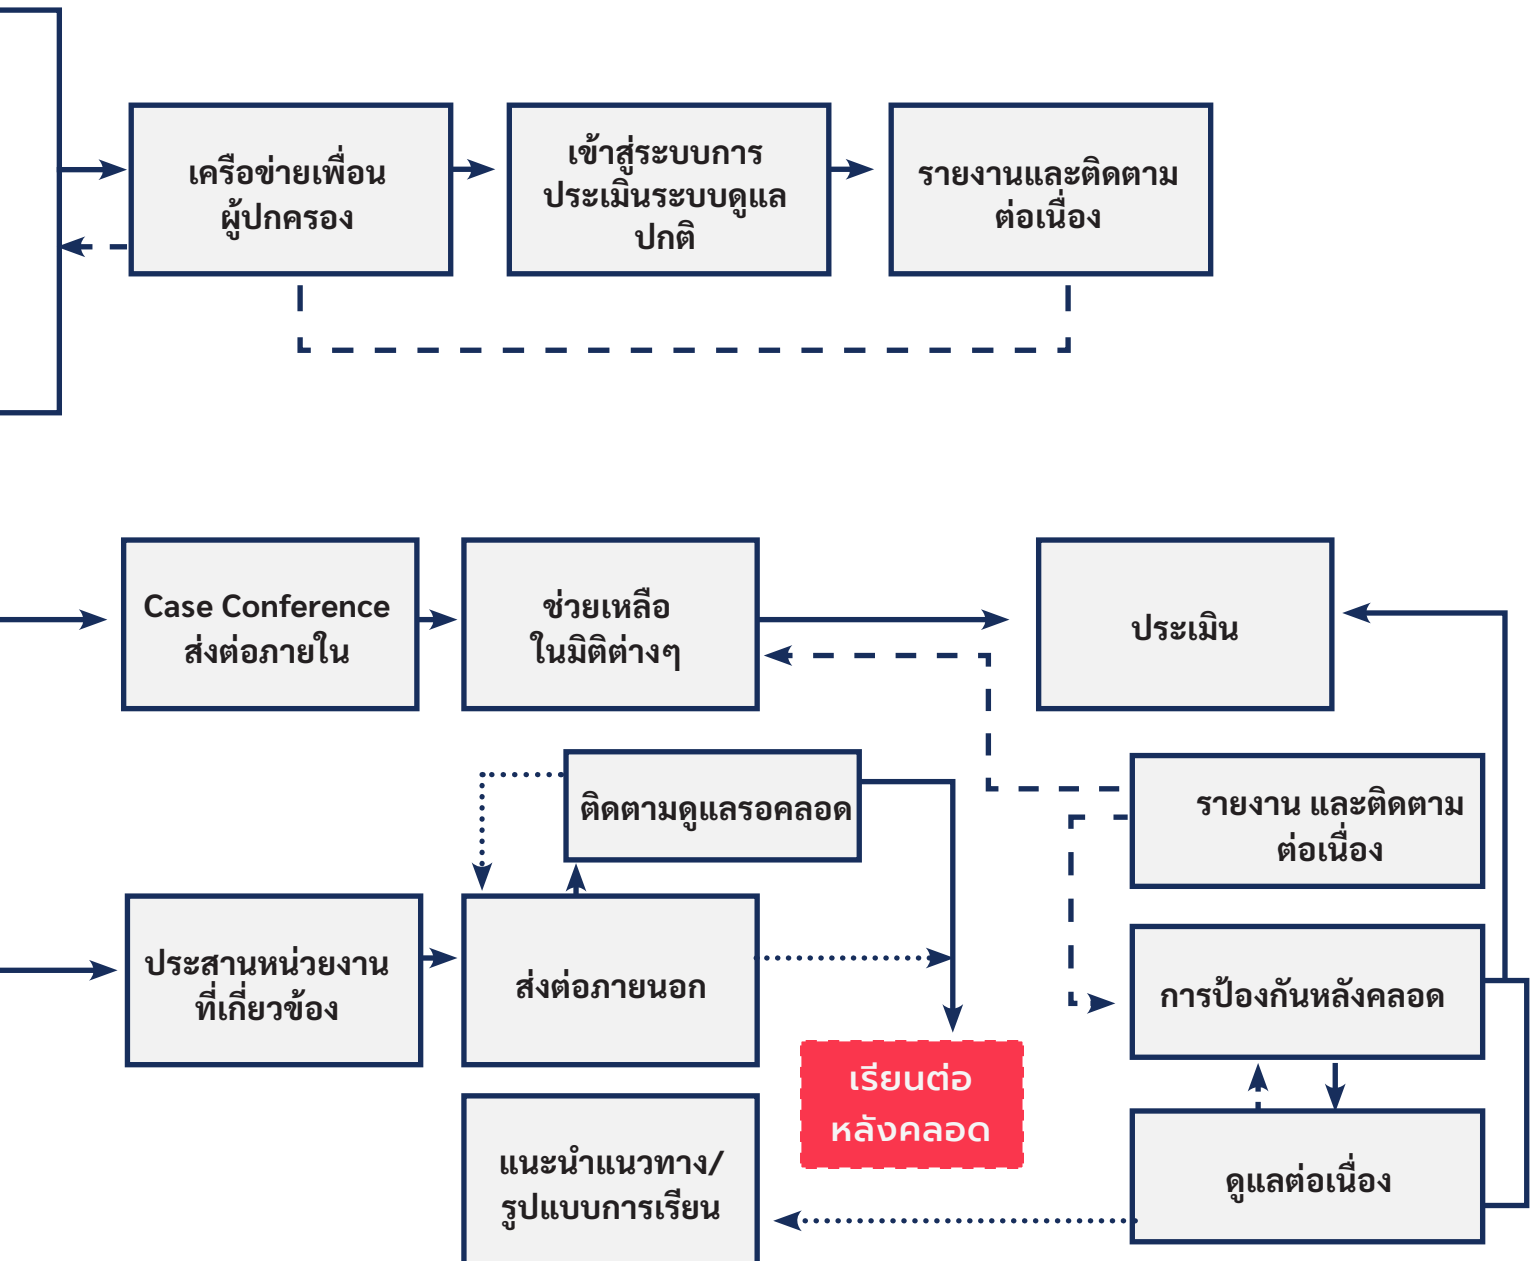 เครือข่ายเพื่อน
ผู้ปกครอง
เข้าสู่ระบบการ
ประเมินระบบดูแล
ปกติ
รายงานและติดตาม
ต่อเนื่อง
Case Conference
ส่งต่อภายใน
ช่วยเหลือ
ในมิติต่างๆ
ประเมิน
ติดตามดูแลรอคลอด
รายงาน และติดตาม
ต่อเนื่อง
ประสานหน่วยงาน
ที่เกี่ยวข้อง
ส่งต่อภายนอก
การป้องกันหลังคลอด
เรียนต่อ
หลังคลอด
แนะนำแนวทาง/
รูปแบบการเรียน
ดูแลต่อเนื่อง